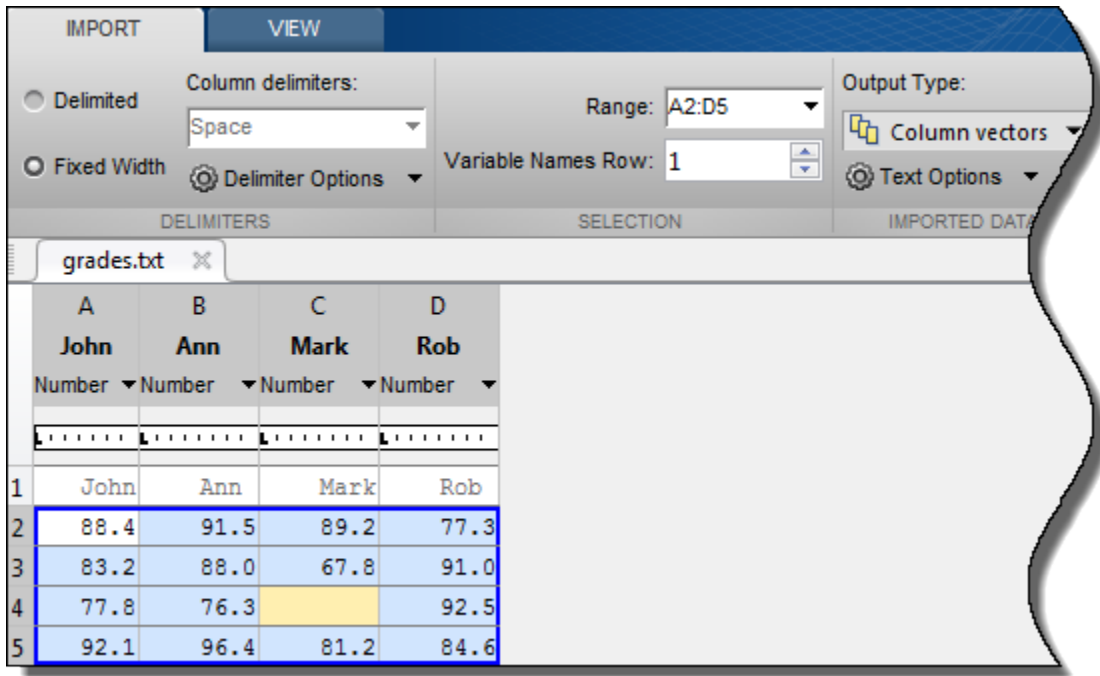 IMPORT VIEW
Delimited Column delimiters: Range: A2:D5 Output Type:
Space Column vectors
Fixed Width Delimiter Options Variable Names Row: 1 Text Options
DELIMITERS SELECTION IMPORTED DATA
grades.txt
A B C D
John Ann Mark Rob
Number Number Number Number
1 John Ann Mark Rob
2 88.4 91.5 89.2 77.3
3 83.2 88.0 67.8 91.0
4 77.8 76.3 92.5
5 92.1 96.4 81.2 84.6